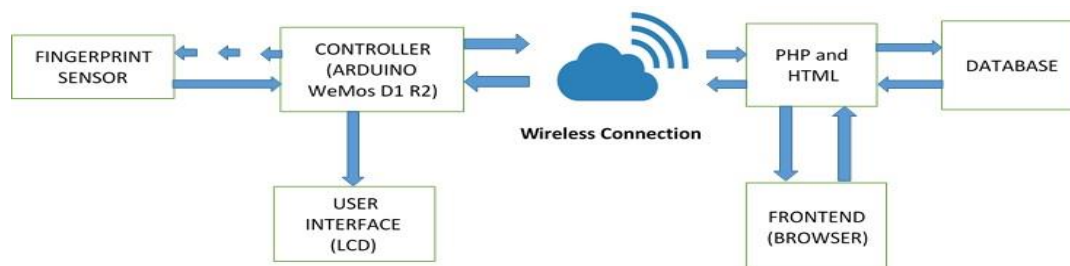 FINGERPRINT
SENSOR
CONTROLLER
(ARDUINO
WeMos D1 R2)
Wireless Connection
PHP and
HTML
DATABASE
USER
INTERFACE
(LCD)
FRONTEND
(BROWSER)